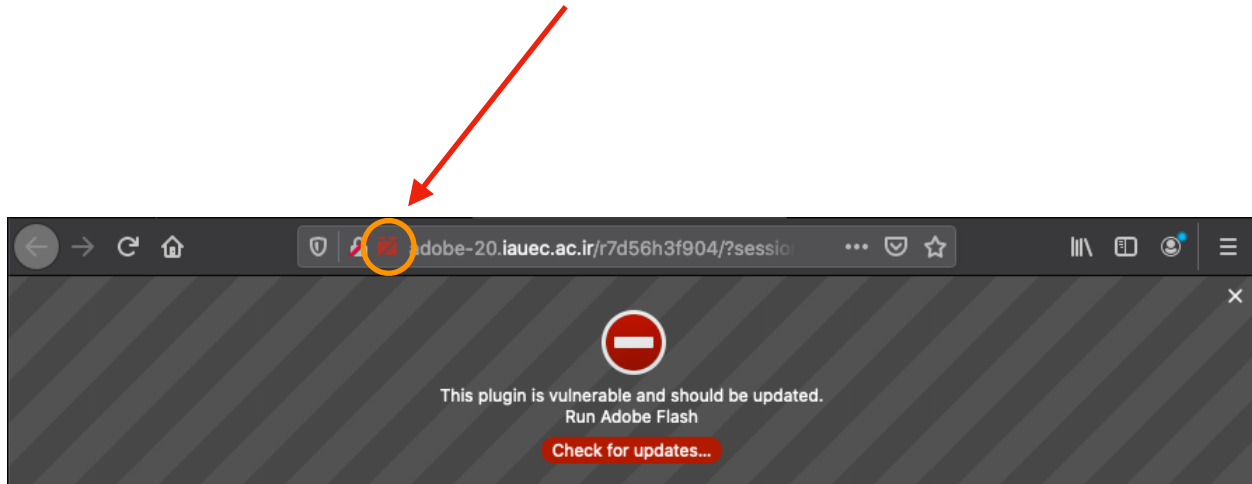 adobe-20.iauec.ac.ir/r7d56h3f904/?sessio
This plugin is vulnerable and should be updated.
Run Adobe Flash
Check for updates...